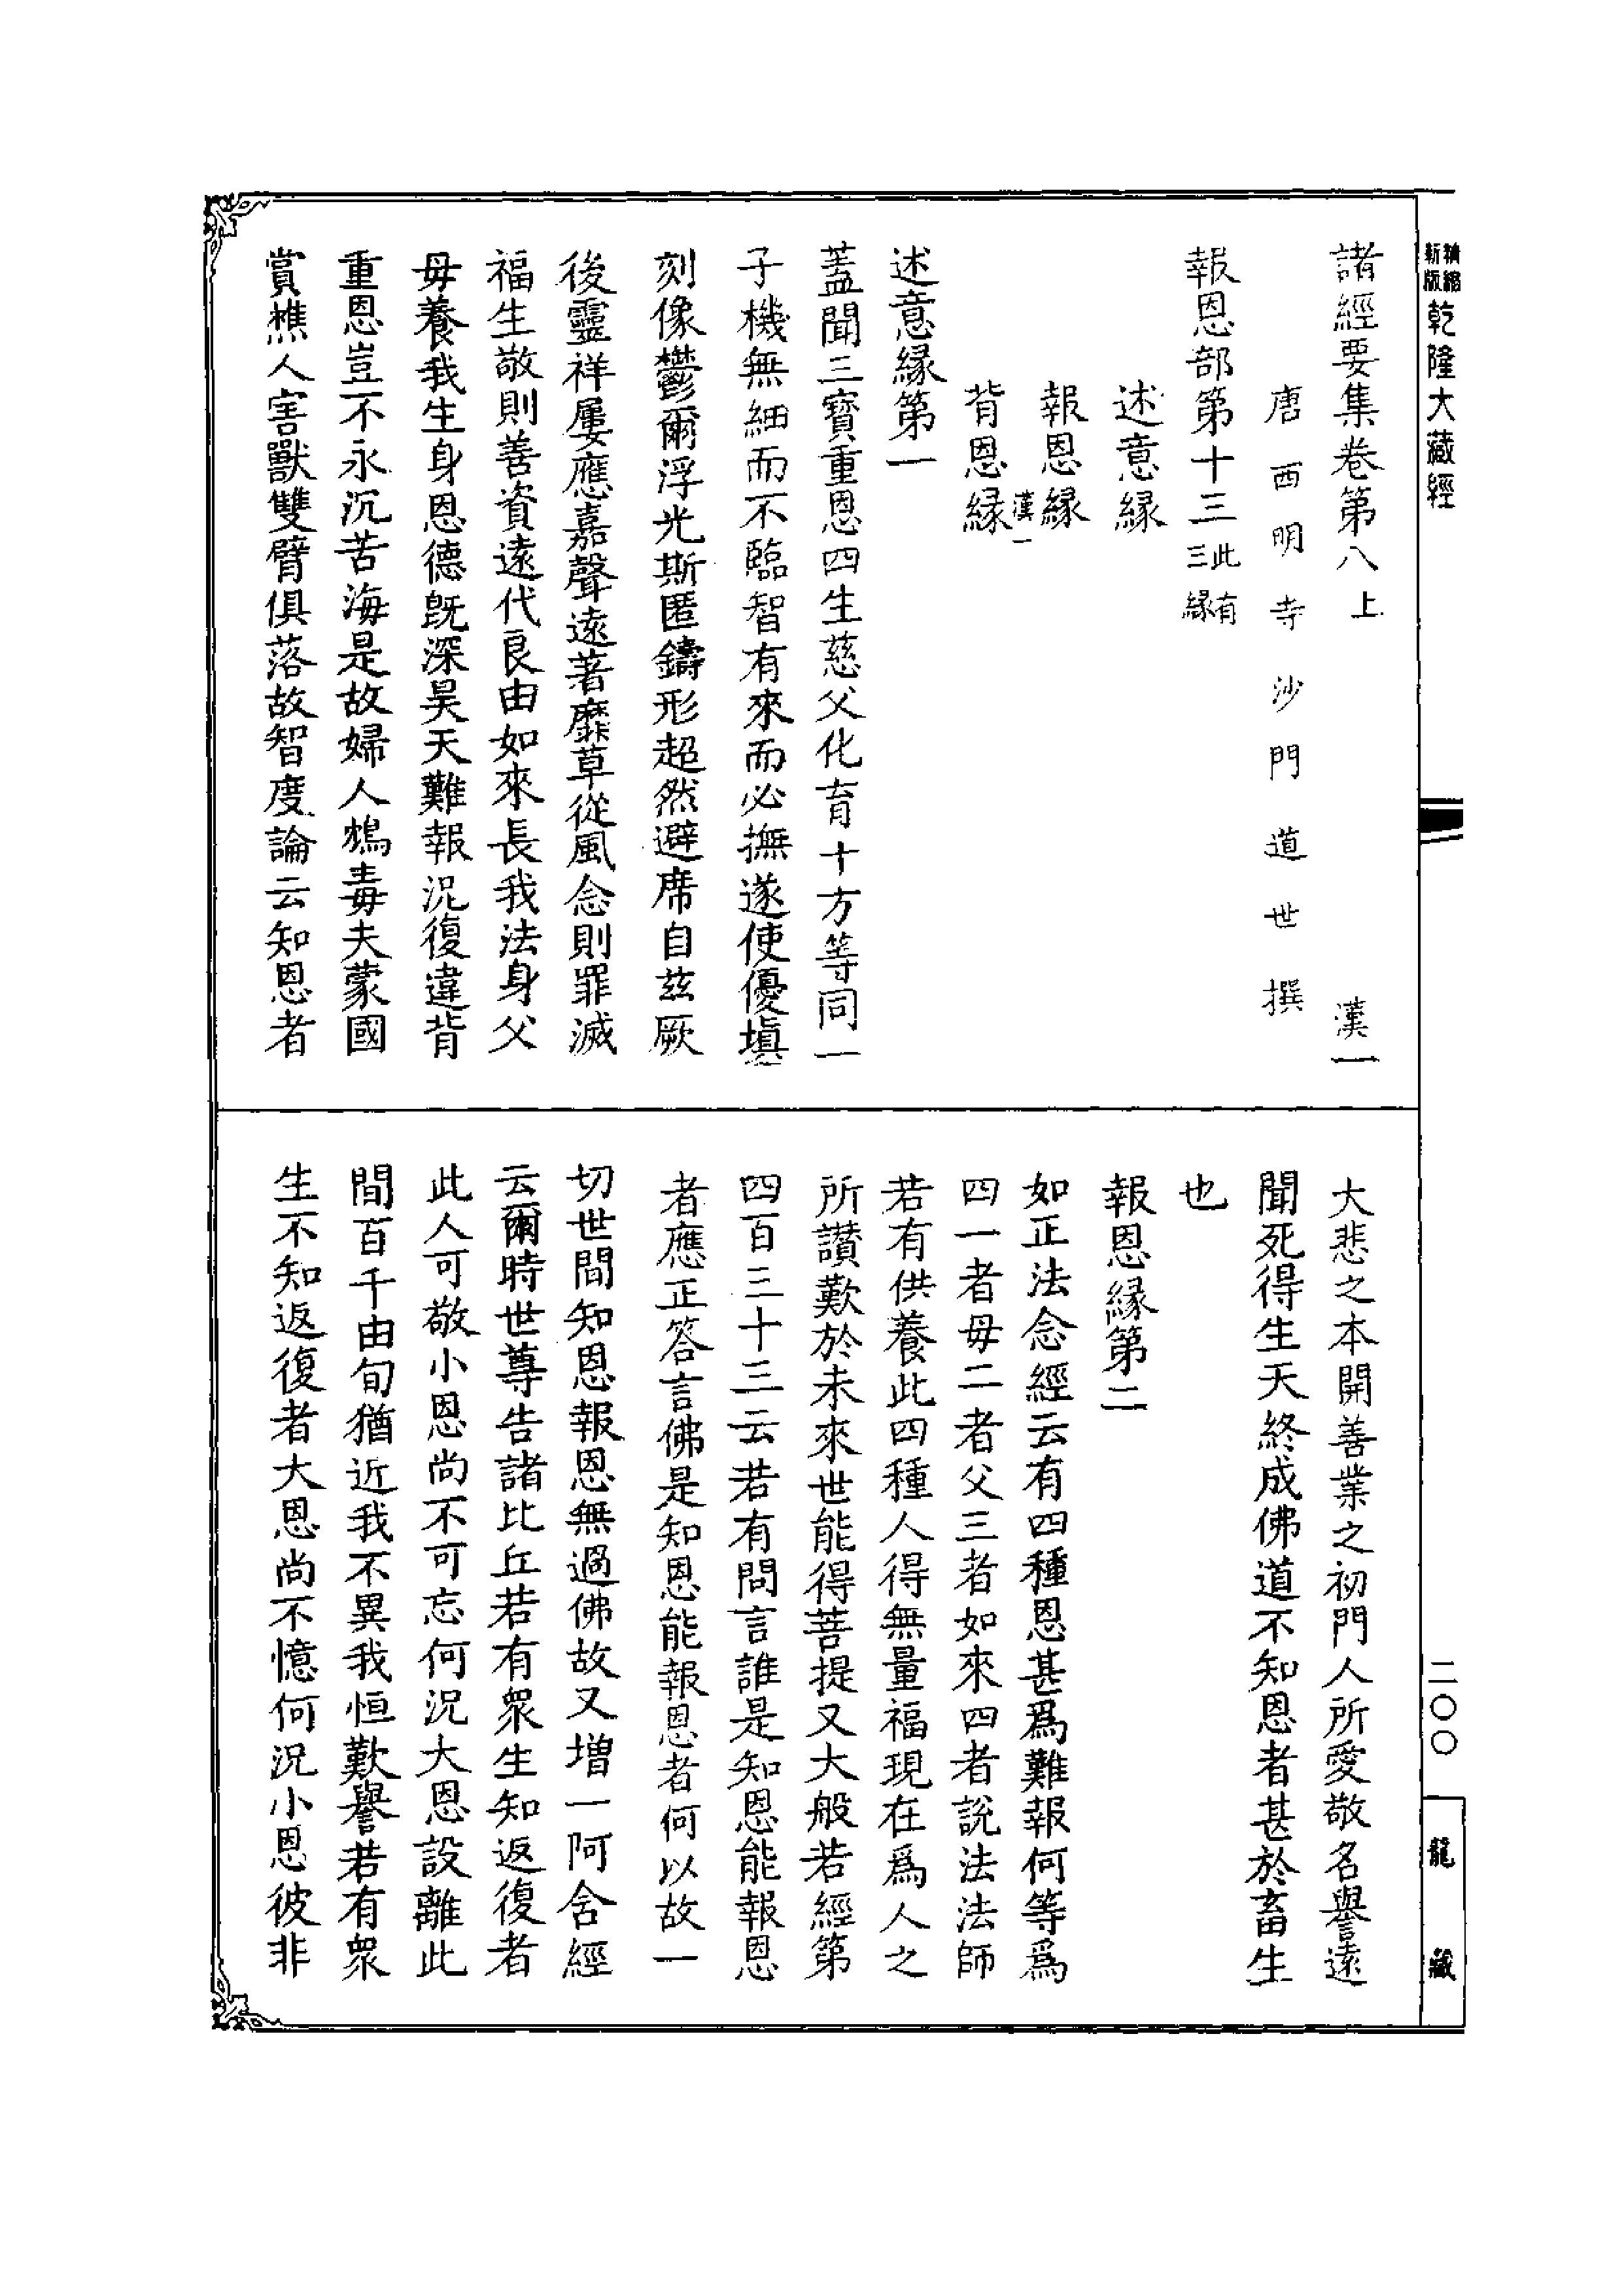 精縮新版乾隆大藏經
諸經要集卷第八上 漢一
唐西明寺沙門道世撰
報恩部第十三此有三緣
述意緣
報恩緣
漢一
背恩緣
述意緣第一
蓋聞三寶重恩四生慈父化育十方等同一
子機無細而不臨智有來而必撫遂使優塡
刻像鬱爾浮光斯匿鑄形超然避席自茲厥
後靈祥屢應嘉聲遠著靡草從風念則罪滅
福生敬則善資遠代良由如來長我法身父
母養我生身恩德旣深昊天難報況復違背
重恩豈不永沉苦海是故婦人鴆毒夫蒙國
賞樵人害獸雙臂俱落故智度論云知恩者
大悲之本開善業之初門人所愛敬名譽遠
聞死得生天終成佛道不知恩者甚於畜生
也
報恩緣第二
如正法念經云有四種恩甚爲難報何等爲
四一者母二者父三者如來四者說法法師
若有供養此四種人得無量福現在爲人之
所讚歎於未來世能得菩提又大般若經第
四百三十三云若有問言誰是知恩能報恩
者應正答言佛是知恩能報恩者何以故一
切世間知恩報恩無過佛故又增一阿含經
云爾時世尊告諸比丘若有衆生知返復者
此人可敬小恩尚不可忘何況大恩設離此
間百千由旬猶近我不異我恒歎譽若有衆
生不知返復者大恩尚不憶何況小恩彼非
二〇〇
龍藏